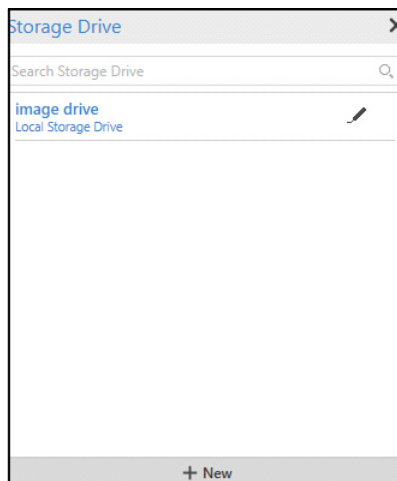 Storage Drive
Search Storage Drive
image drive
Local Storage Drive
+ New